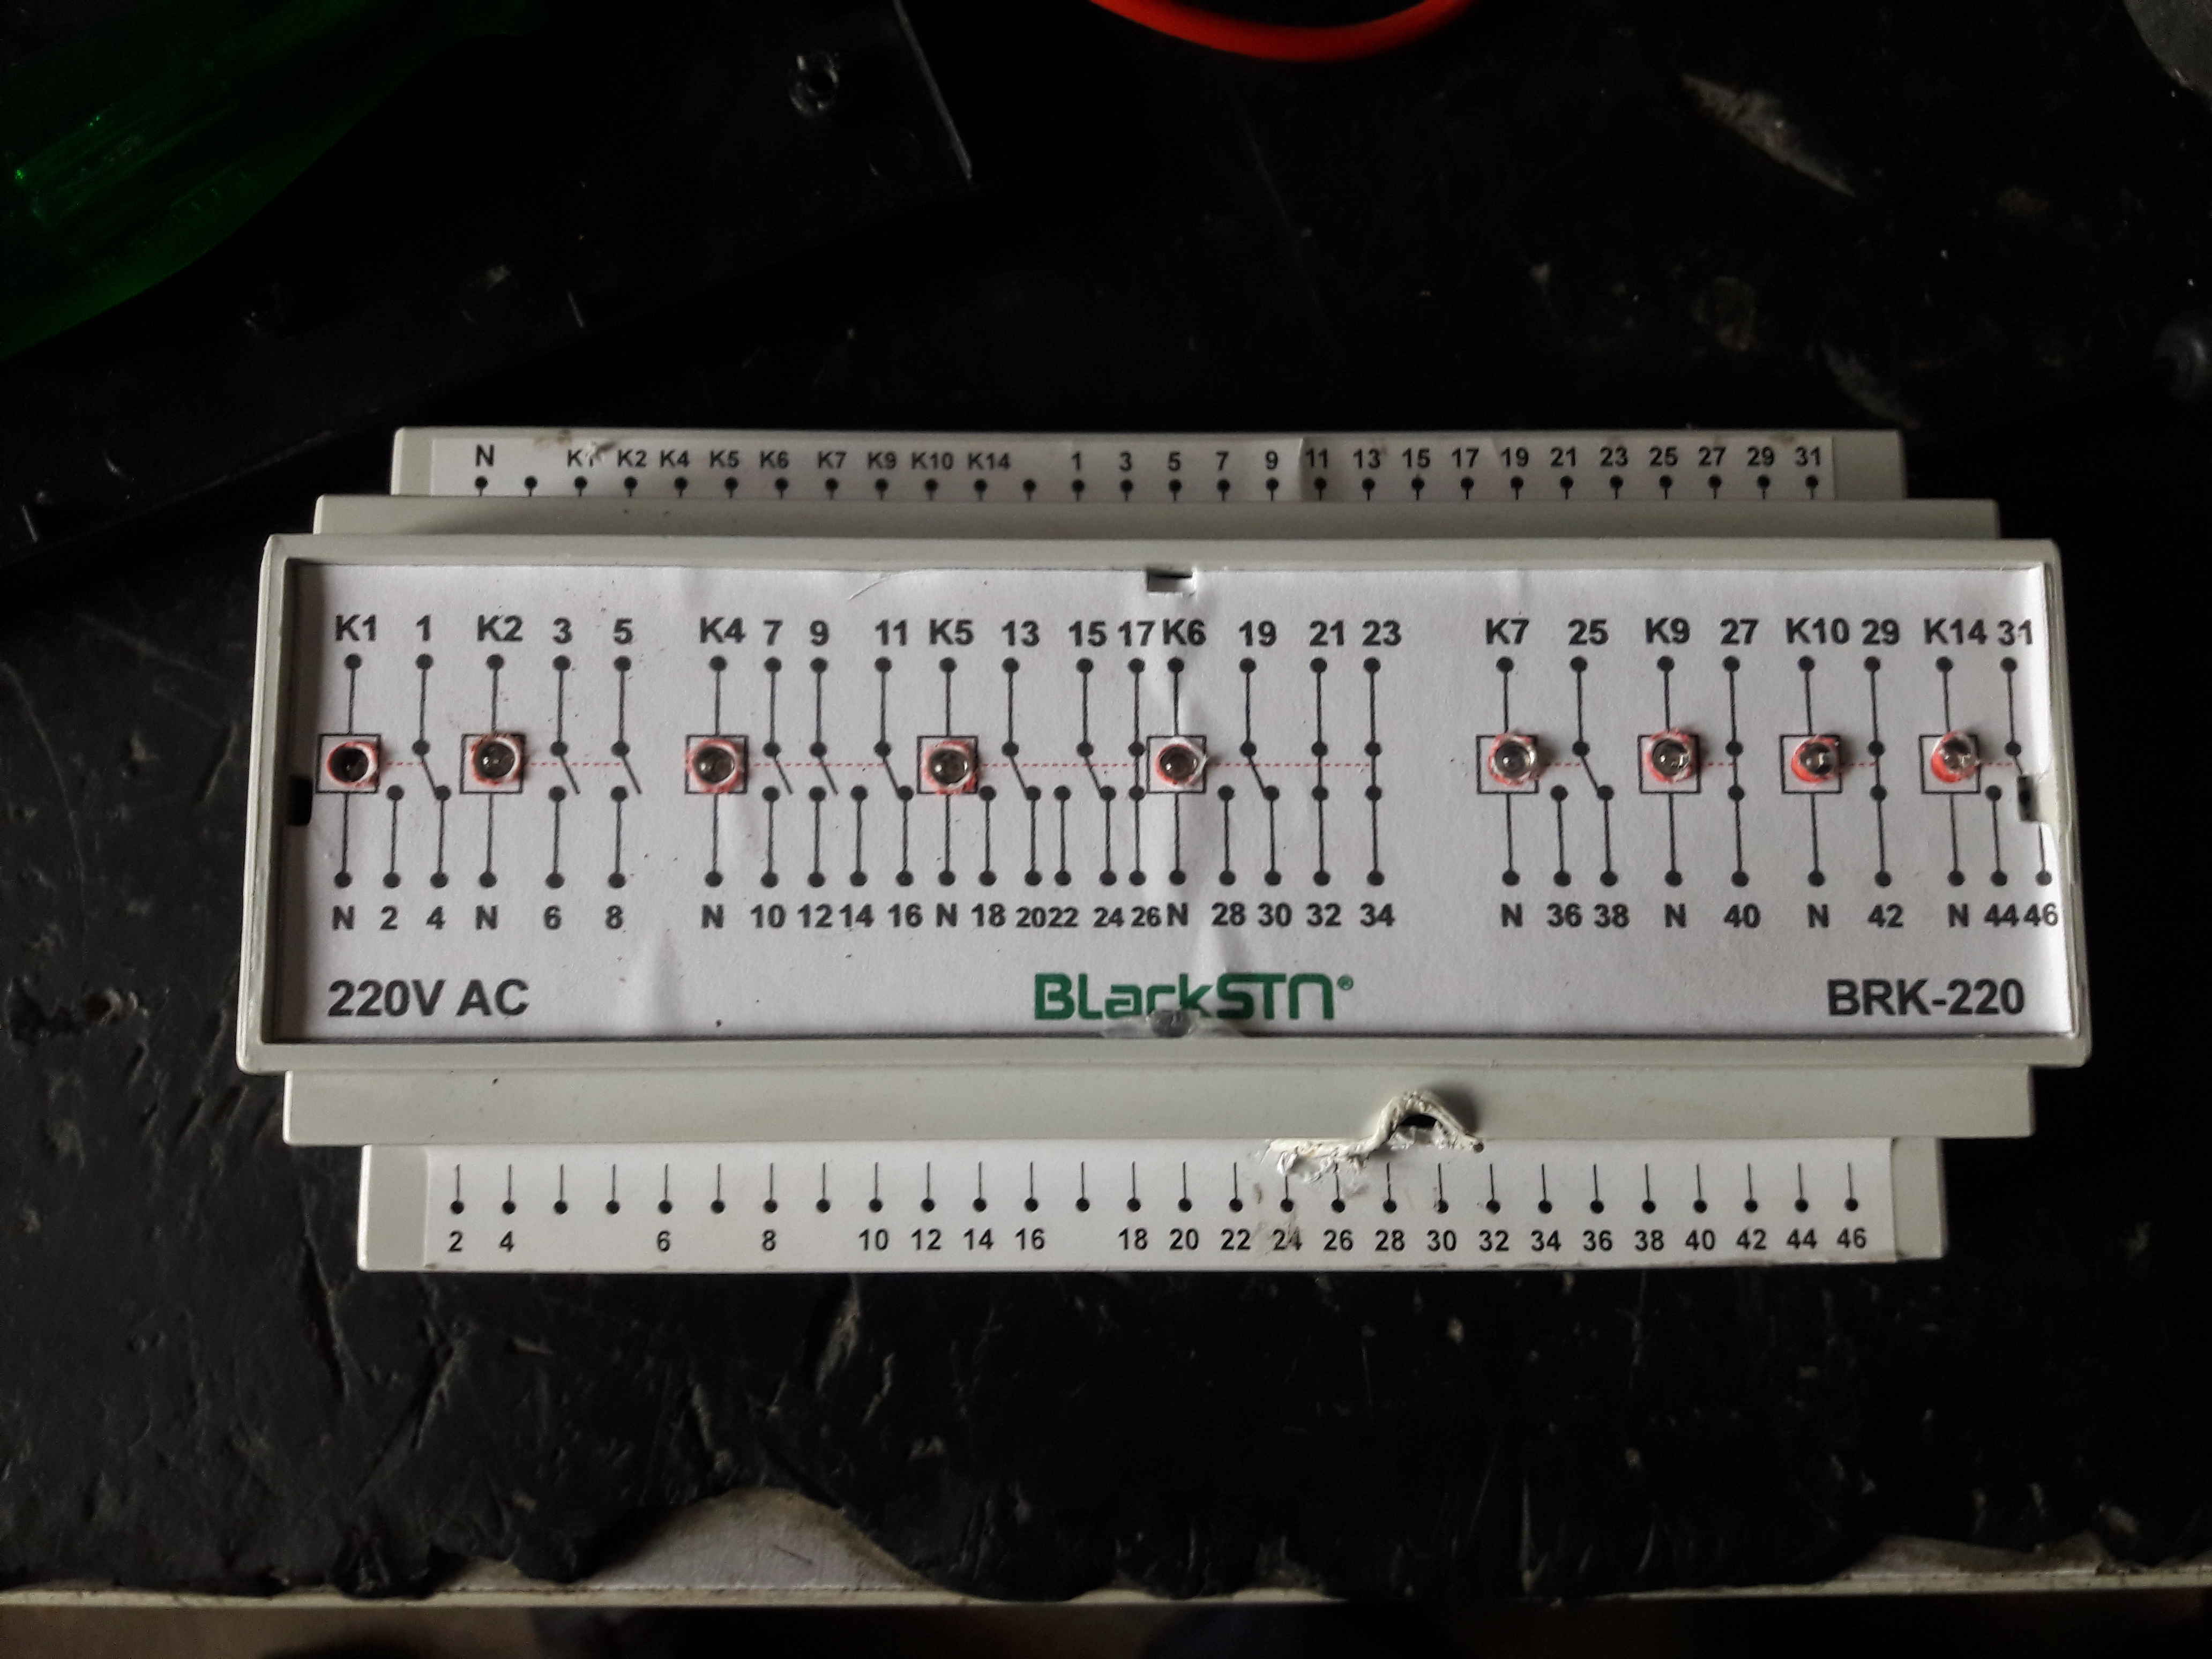 N K1 K2 K4 K5 K6 K7 K9 K10 K14 1 3 5 7 9 11 13 15 17 19 21 23 25 27 29 31
K1 1 K2 3 5 K4 7 9 11 K5 13 15 17 K6 19 21 23 K7 25 K9 27 K10 29 K14 31
N 2 4 N 6 8 N 10 12 14 16 N 18 20 22 24 26 N 28 30 32 34 N 36 38 N 40 N 42 N 44 46
220V AC BLarkSTN® BRK-220
2 4 6 8 10 12 14 16 18 20 22 24 26 28 30 32 34 36 38 40 42 44 46